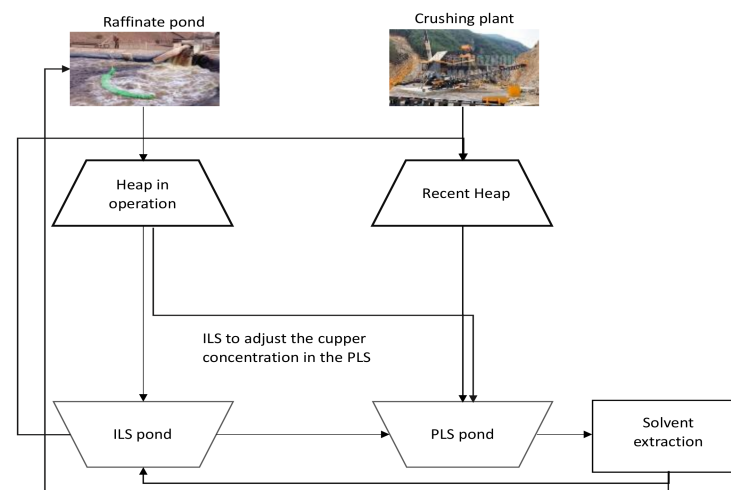 Raffinate pond
Crushing plant
Heap in
operation
Recent Heap
ILS to adjust the cupper
concentration in the PLS
ILS pond
PLS pond
Solvent
extraction